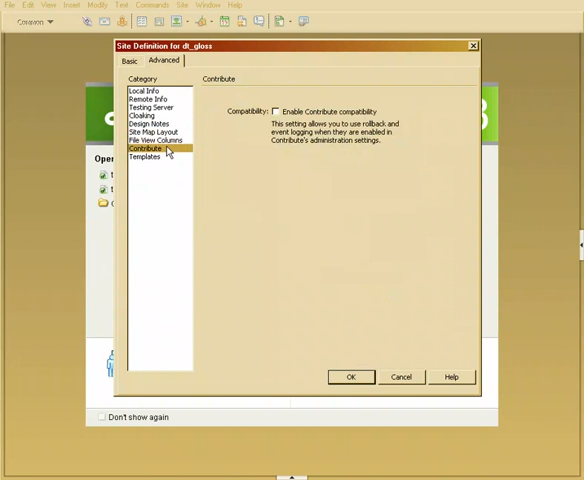 File Edit View Insert Modify Text Commands Site Window Help
Common
Site Definition for dt_gloss
Basic Advanced
Category
Local Info
Remote Info
Testing Server
Cloaking
Design Notes
Site Map Layout
File View Columns
Contribute
Templates
Contribute
Compatibility: Enable Contribute compatibility
This setting allows you to use rollback and
event logging when they are enabled in
Contribute's administration settings.
OK Cancel Help
Don't show again